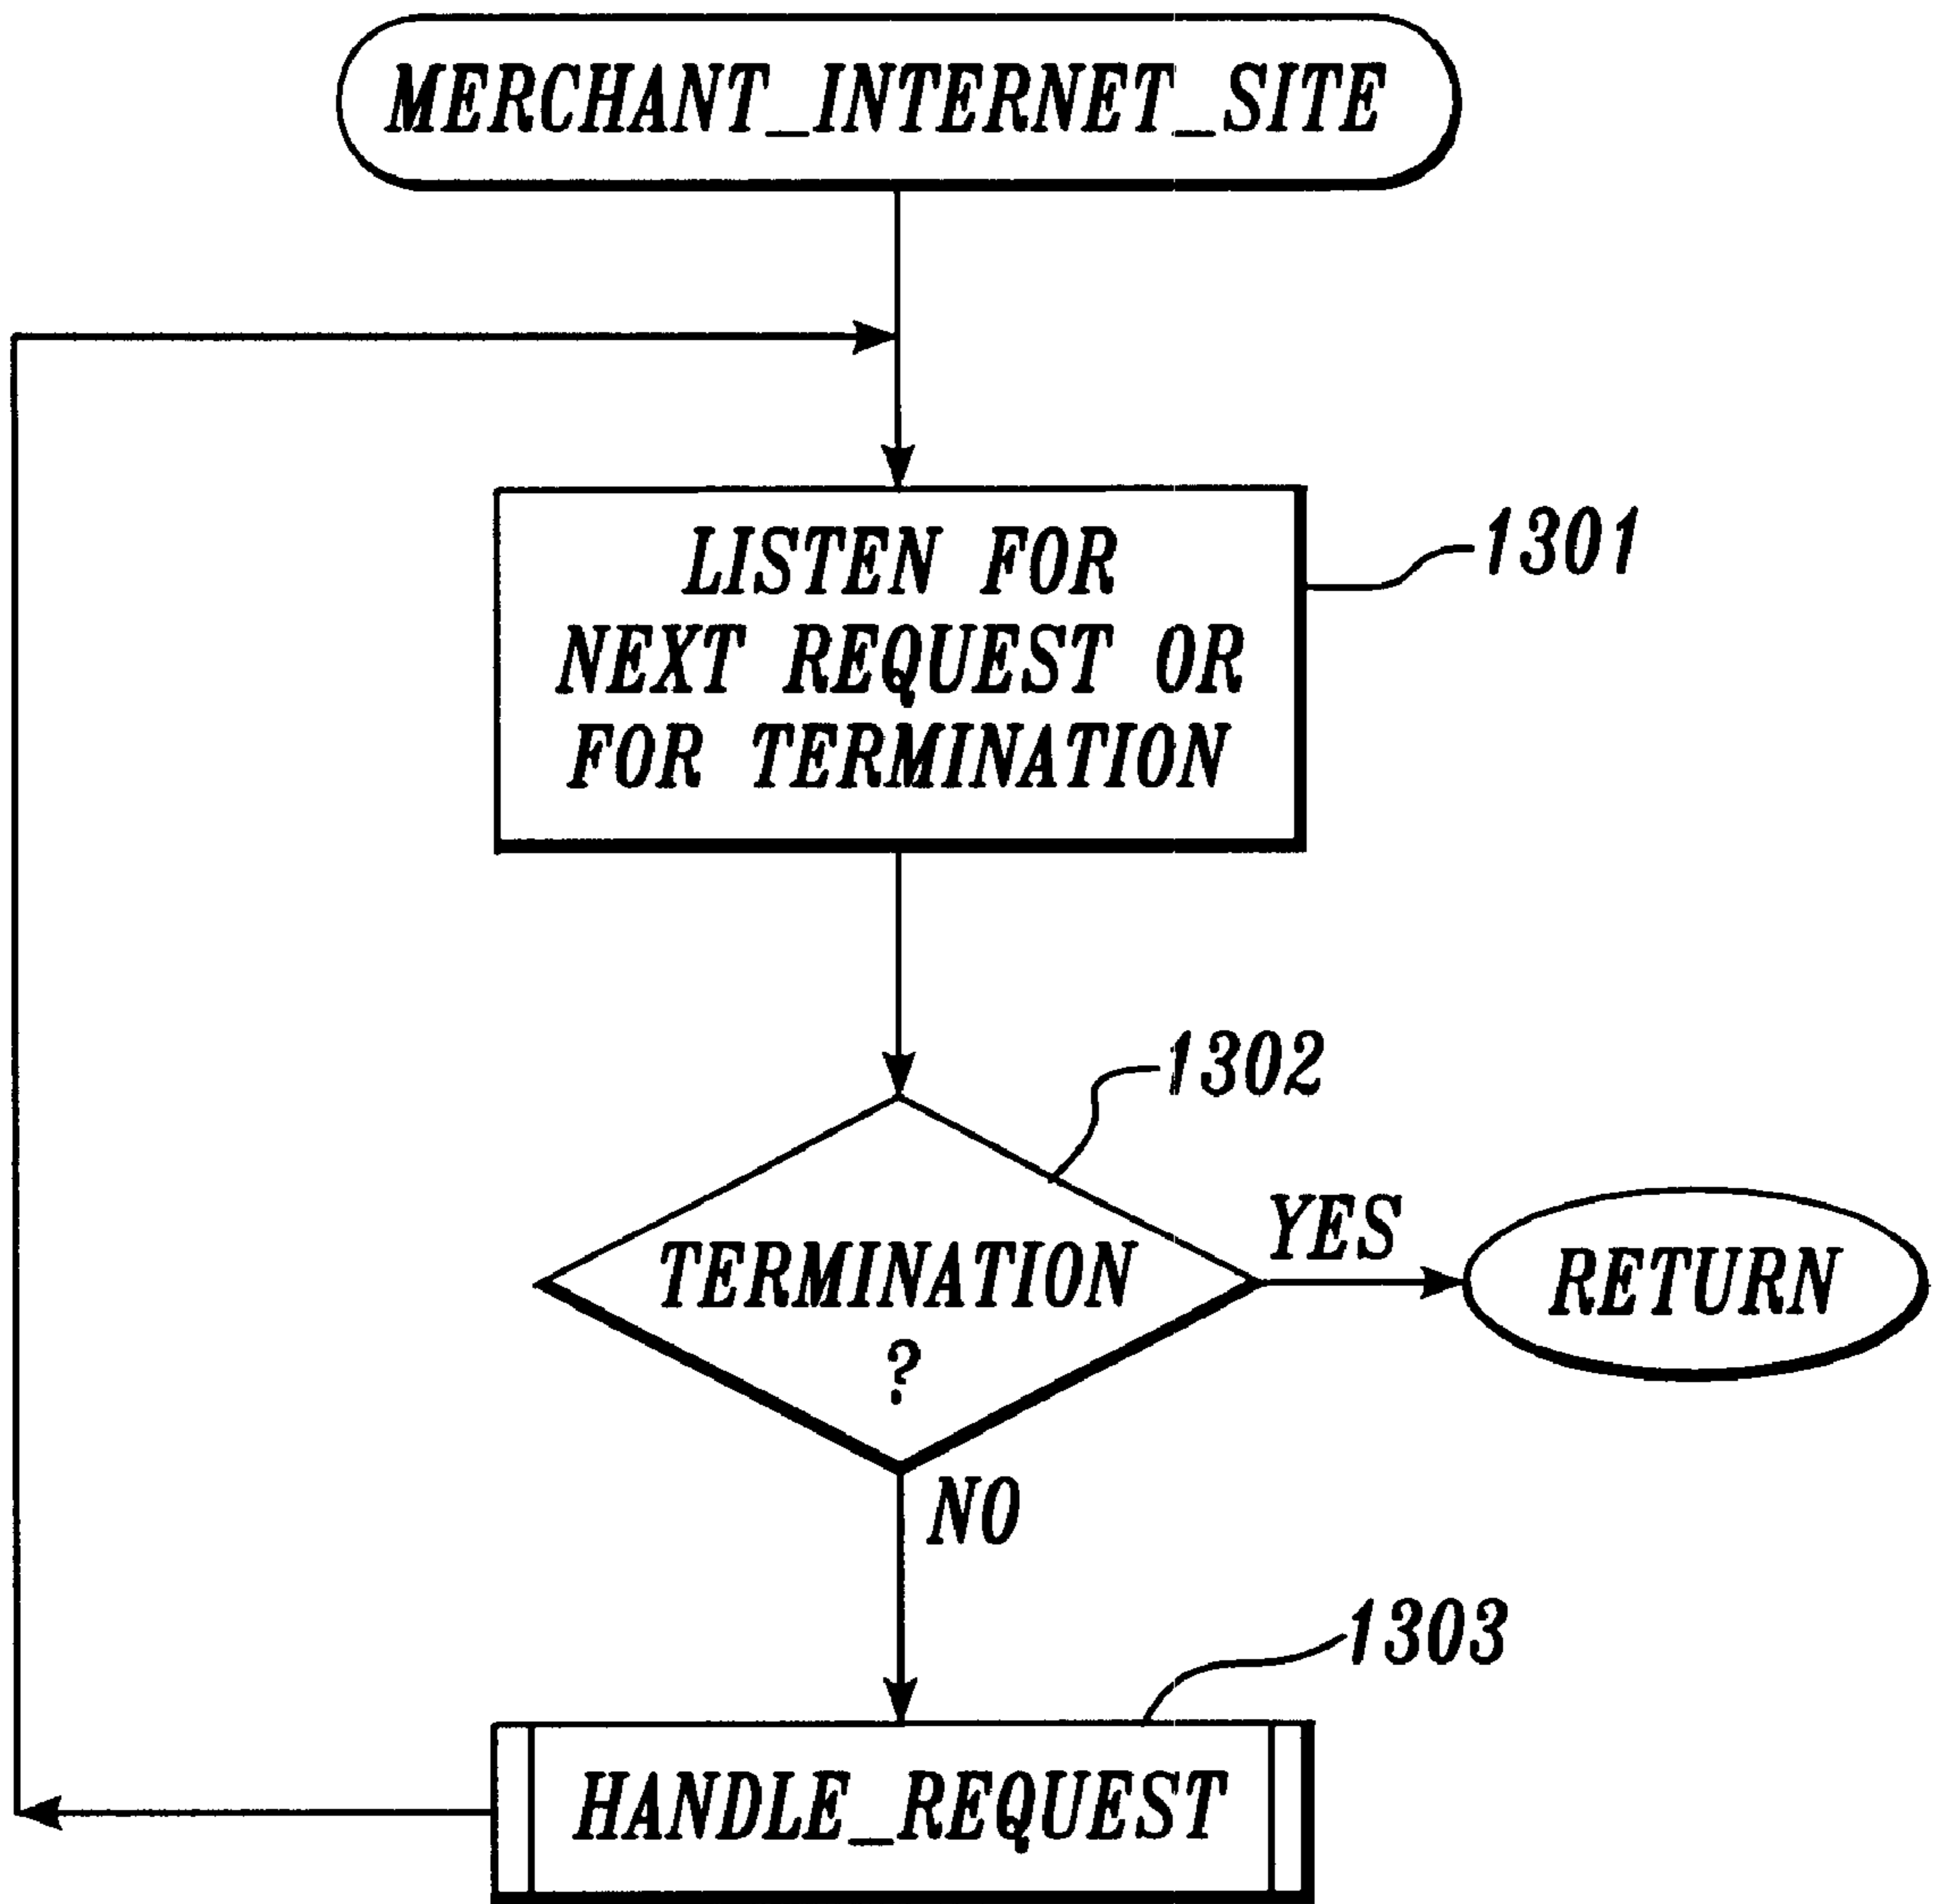 MERCHANT_INTERNET_SITE
LISTEN FOR
NEXT REQUEST OR
FOR TERMINATION
1301
1302
TERMINATION
?
YES
RETURN
NO
1303
HANDLE_REQUEST